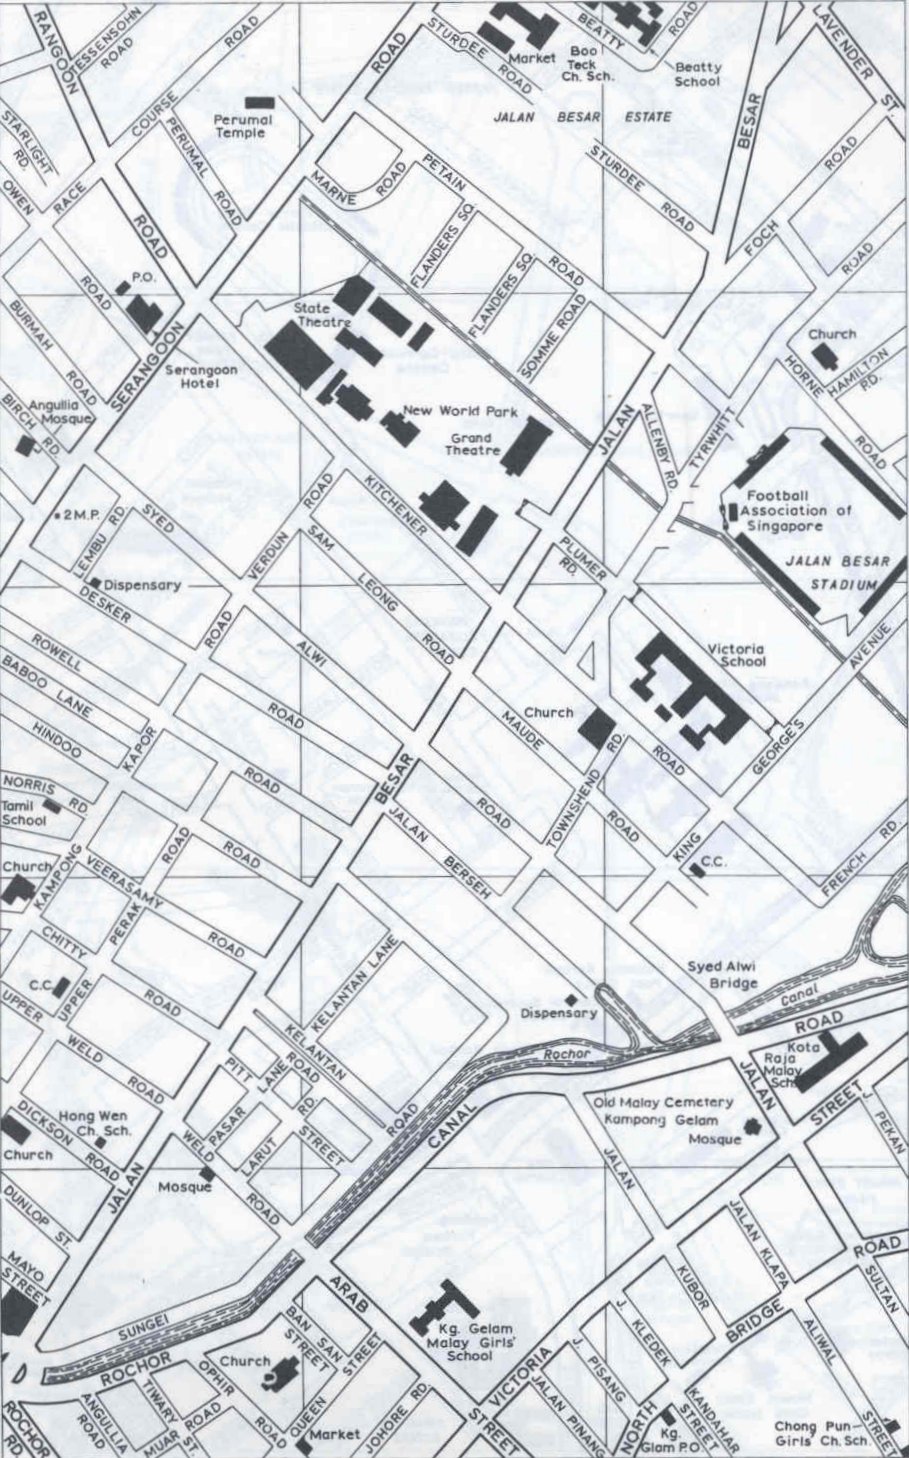 RANGOON
ROAD
JESSENSOHN
ROAD
RACE
COURSE
ROAD
STARLIGHT
RD.
OWEN
ROAD
PERUMAL
ROAD
Perumal
Temple
SERANGOON
ROAD
STURDEE
ROAD
Market
Boo
Teck
Ch. Sch.
BEATTY
ROAD
Beatty
School
JALAN BESAR ESTATE
STURDEE
ROAD
BESAR
LAVENDER
ST.
FOCH
ROAD
ROAD
MARNE
ROAD
PETAIN
ROAD
FLANDERS SQ.
FLANDERS SQ.
SOMME ROAD
P.O.
BURMAH
ROAD
BIRCH RD.
Angullia
Mosque
Serangoon
Hotel
State
Theatre
New World Park
Grand
Theatre
JALAN
ALLENBY RD.
TYRWHITT
Church
HORNE
ROAD
HAMILTON
RD.
Football
Association of
Singapore
JALAN BESAR
STADIUM
2 M.P.
LEMBU RD.
SYED
ALWI
ROAD
Dispensary
VERDUN
ROAD
KITCHENER
ROAD
SAM
LEONG
ROAD
PLUMER
RD.
DESKER
ROAD
ROWELL
ROAD
BABOO LANE
HINDOO
ROAD
KAMPONG
KAPOR
ROAD
BESAR
MAUDE
ROAD
Church
TOWNSHEND
RD.
Victoria
School
KING
GEORGE'S
AVENUE
NORRIS RD.
Tamil
School
Church
VEERASAMY
ROAD
UPPER
PERAK
ROAD
CHITTY
ROAD
C.C.
UPPER
WELD
ROAD
JALAN
BERSEH
ROAD
C.C.
FRENCH RD.
KELANTAN LANE
KELANTAN
ROAD
Dispensary
Syed Alwi
Bridge
Canal
ROAD
Rochor
Kota
Raja
Malay
Sch.
JALAN
STREET
J. PEKAN
Old Malay Cemetery
Kampong Gelam
Mosque
DICKSON
ROAD
Church
Hong Wen
Ch. Sch.
PITT
LANE
RD.
PASAR
LARUT
STREET
WELD
ROAD
Mosque
JALAN
ROAD
CANAL
JALAN
DUNLOP
ST.
MAYO
STREET
SUNGEI
ROCHOR
ROCHOR
RD.
ARAB
STREET
Kg. Gelam
Malay Girls'
School
BAN SAN
STREET
QUEEN STREET
Church
OPHIR
ROAD
TIWARY
ST.
ANGULLIA
ROAD
MUAR ROAD
Market
JOHORE RD.
VICTORIA
JALAN KLAPA
KUBOR
J. KLEDEK
J. PISANG
JALAN PINANG
NORTH
BRIDGE
ROAD
SULTAN
ALIWAL
STREET
KANDAHAR
STREET
Kg.
Glam P.O.
Chong Pun
Girls' Ch. Sch.